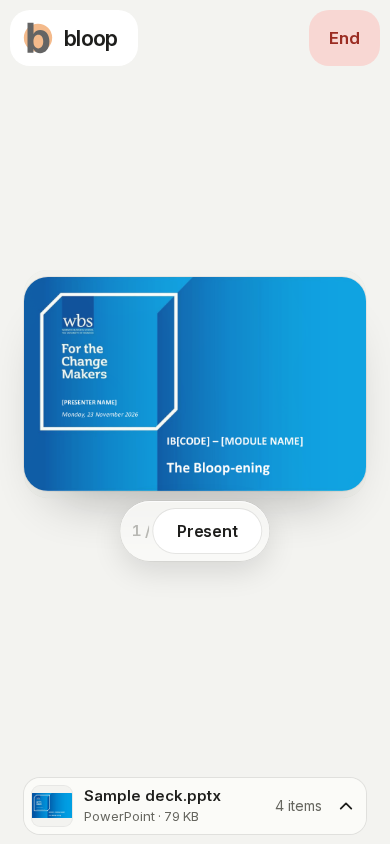 bloop
End
wbs
For the
Change
Makers
[PRESENTER NAME]
Monday, 23 November 2026
IB[CODE] – [MODULE NAME]
The Bloop-ening
1 /
Present
Sample deck.pptx
PowerPoint · 79 KB
4 items